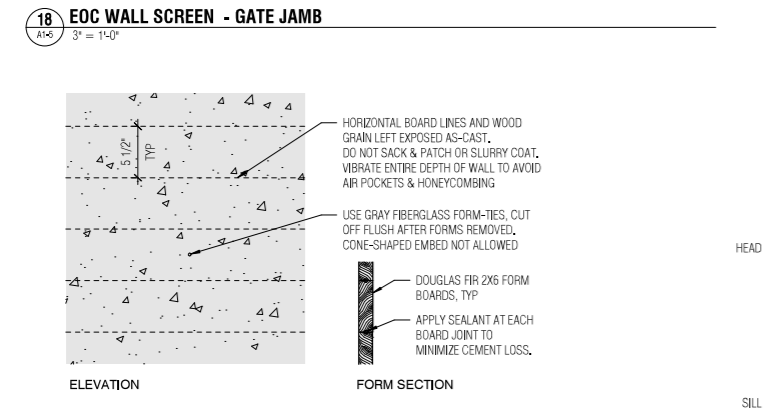 18
A1-5
EOC WALL SCREEN - GATE JAMB
3" = 1'-0"
5 1/2"
TYP
HORIZONTAL BOARD LINES AND WOOD
GRAIN LEFT EXPOSED AS-CAST.
DO NOT SACK & PATCH OR SLURRY COAT.
VIBRATE ENTIRE DEPTH OF WALL TO AVOID
AIR POCKETS & HONEYCOMBING
USE GRAY FIBERGLASS FORM-TIES, CUT
OFF FLUSH AFTER FORMS REMOVED.
CONE-SHAPED EMBED NOT ALLOWED
HEAD
DOUGLAS FIR 2X6 FORM
BOARDS, TYP
APPLY SEALANT AT EACH
BOARD JOINT TO
MINIMIZE CEMENT LOSS.
ELEVATION
FORM SECTION
SILL